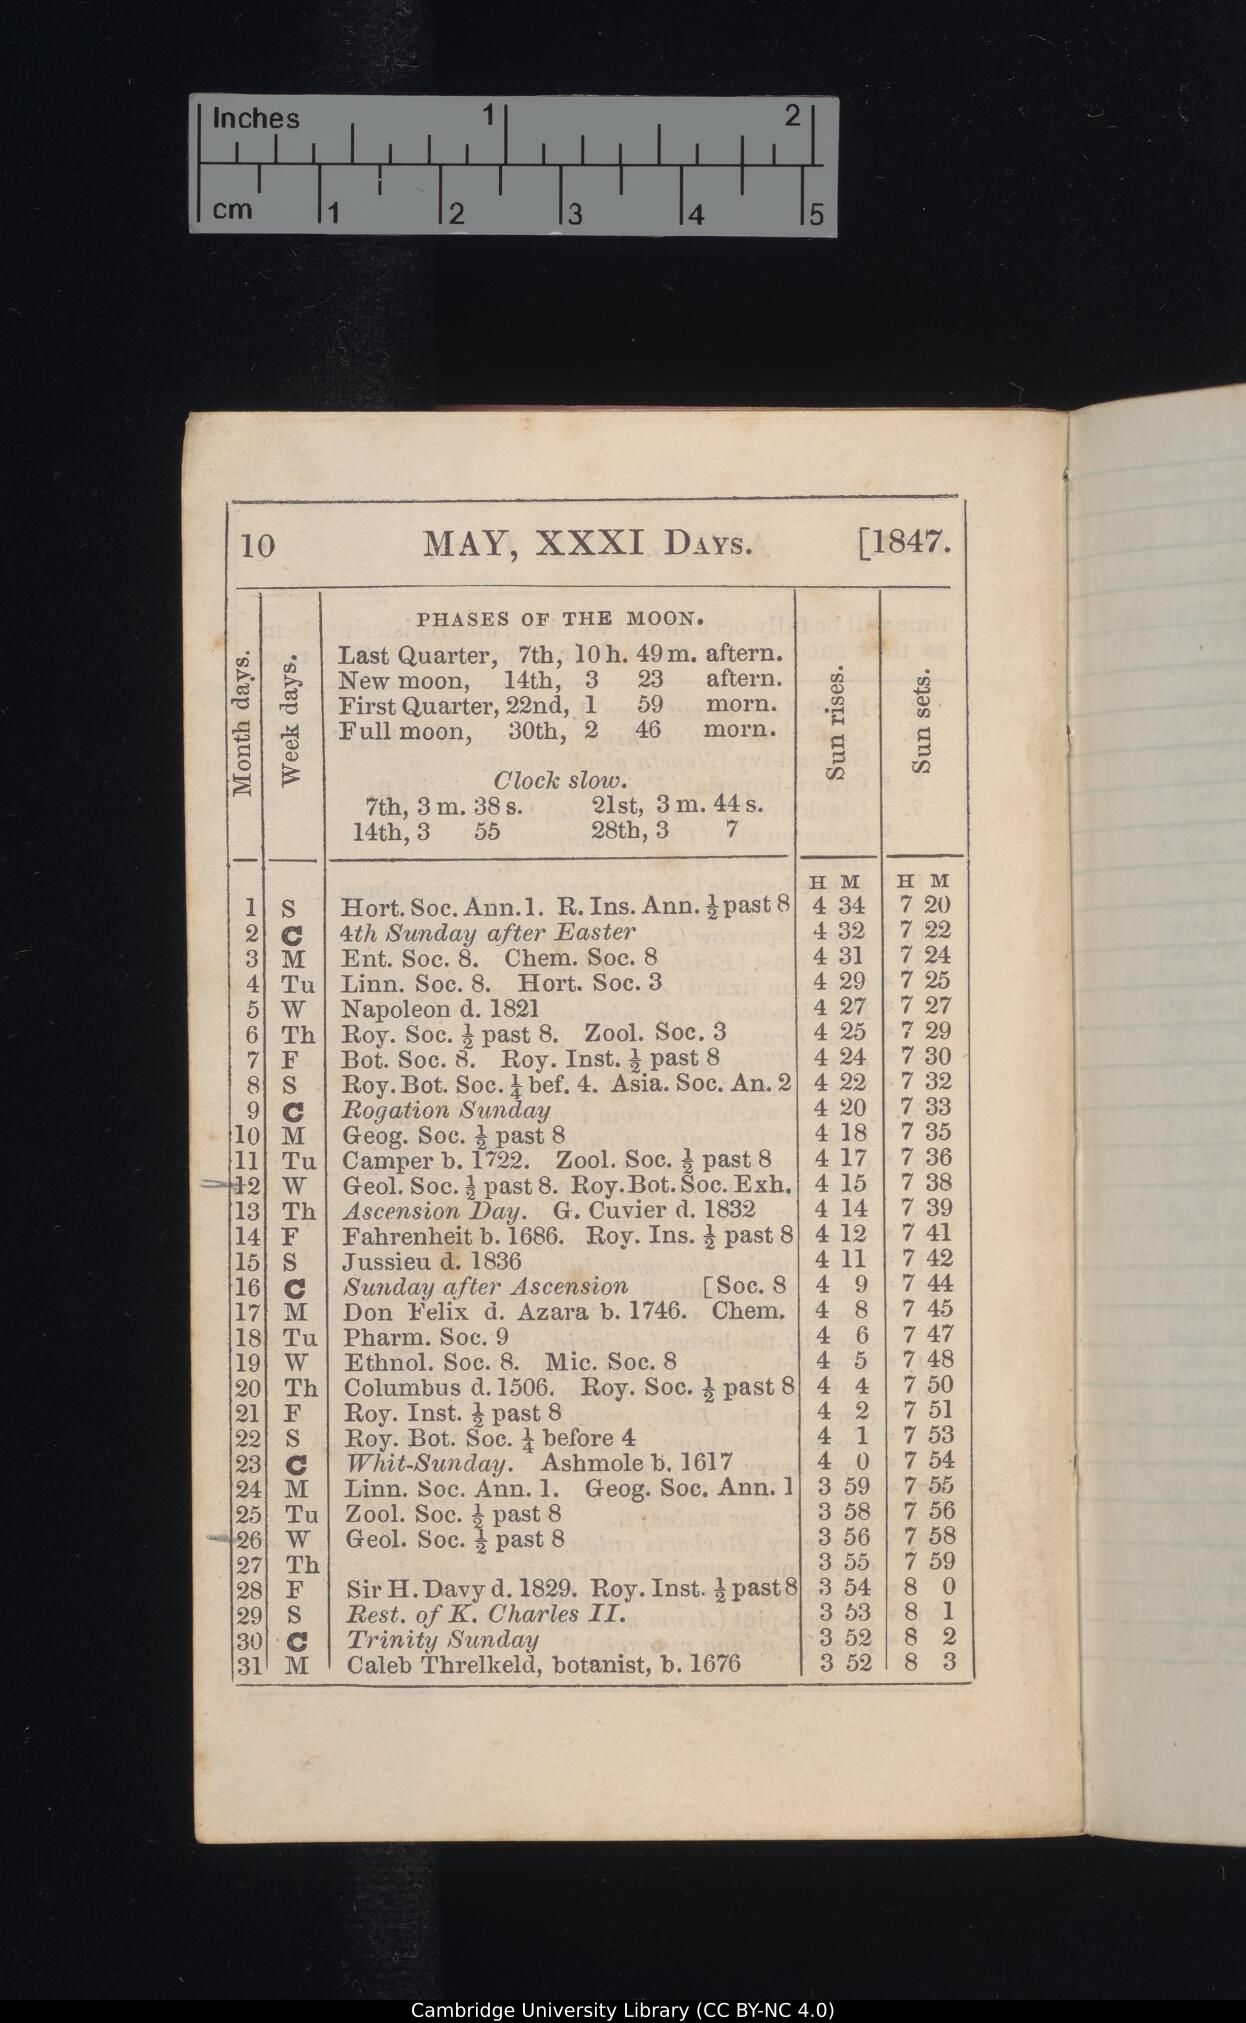 Inches 1 2
cm 1 2 3 4 5
10 MAY, XXXI DAYS. [1847.
Month days.
Week days.
PHASES OF THE MOON.
Last Quarter, 7th, 10 h. 49 m. aftern.
New moon, 14th, 3 23 aftern.
First Quarter, 22nd, 1 59 morn.
Full moon, 30th, 2 46 morn.
Clock slow.
7th, 3 m. 38 s. 21st, 3 m. 44 s.
14th, 3 55 28th, 3 7
Sun rises.
Sun sets.
H M H M
1 S Hort. Soc. Ann. 1. R. Ins. Ann. ½ past 8 4 34 7 20
2 C 4th Sunday after Easter 4 32 7 22
3 M Ent. Soc. 8. Chem. Soc. 8 4 31 7 24
4 Tu Linn. Soc. 8. Hort. Soc. 3 4 29 7 25
5 W Napoleon d. 1821 4 27 7 27
6 Th Roy. Soc. ½ past 8. Zool. Soc. 3 4 25 7 29
7 F Bot. Soc. 8. Roy. Inst. ½ past 8 4 24 7 30
8 S Roy. Bot. Soc. ¼ bef. 4. Asia. Soc. An. 2 4 22 7 32
9 C Rogation Sunday 4 20 7 33
10 M Geog. Soc. ½ past 8 4 18 7 35
11 Tu Camper b. 1722. Zool. Soc. ½ past 8 4 17 7 36
12 W Geol. Soc. ½ past 8. Roy. Bot. Soc. Exh. 4 15 7 38
13 Th Ascension Day. G. Cuvier d. 1832 4 14 7 39
14 F Fahrenheit b. 1686. Roy. Ins. ½ past 8 4 12 7 41
15 S Jussieu d. 1836 4 11 7 42
16 C Sunday after Ascension [Soc. 8 4 9 7 44
17 M Don Felix d. Azara b. 1746. Chem. 4 8 7 45
18 Tu Pharm. Soc. 9 4 6 7 47
19 W Ethnol. Soc. 8. Mic. Soc. 8 4 5 7 48
20 Th Columbus d. 1506. Roy. Soc. ½ past 8 4 4 7 50
21 F Roy. Inst. ½ past 8 4 2 7 51
22 S Roy. Bot. Soc. ¼ before 4 4 1 7 53
23 C Whit-Sunday. Ashmole b. 1617 4 0 7 54
24 M Linn. Soc. Ann. 1. Geog. Soc. Ann. 1 3 59 7 55
25 Tu Zool. Soc. ½ past 8 3 58 7 56
26 W Geol. Soc. ½ past 8 3 56 7 58
27 Th 3 55 7 59
28 F Sir H. Davy d. 1829. Roy. Inst. ½ past 8 3 54 8 0
29 S Rest. of K. Charles II. 3 53 8 1
30 C Trinity Sunday 3 52 8 2
31 M Caleb Threlkeld, botanist, b. 1676 3 52 8 3
Cambridge University Library (CC BY-NC 4.0)